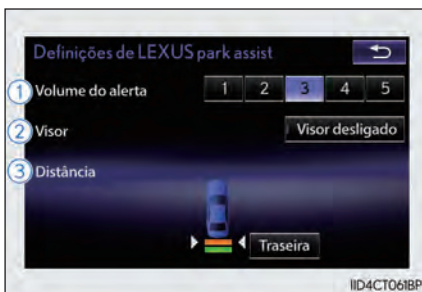 Definições de LEXUS park assist
1 Volume do alerta 1 2 3 4 5
2 Visor Visor desligado
3 Distância
Traseira
IID4CT061BP